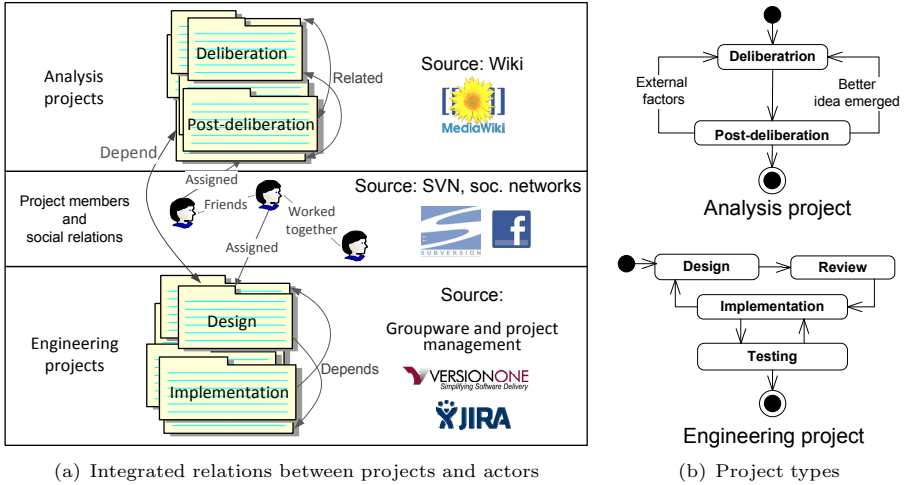 Analysis
projects
Deliberation
Post-deliberation
Related
Source: Wiki
[[ ]]
MediaWiki
Depend
Project members
and
social relations
Assigned
Friends
Worked
together
Assigned
Source: SVN, soc. networks
SUBVERSION
f
Engineering
projects
Design
Implementation
Depends
Source:
Groupware and project
management
VERSIONONE
Simplifying Software Delivery
JIRA
(a) Integrated relations between projects and actors
Deliberatrion
External
factors
Better
idea emerged
Post-deliberation
Analysis project
Design
Review
Implementation
Testing
Engineering project
(b) Project types